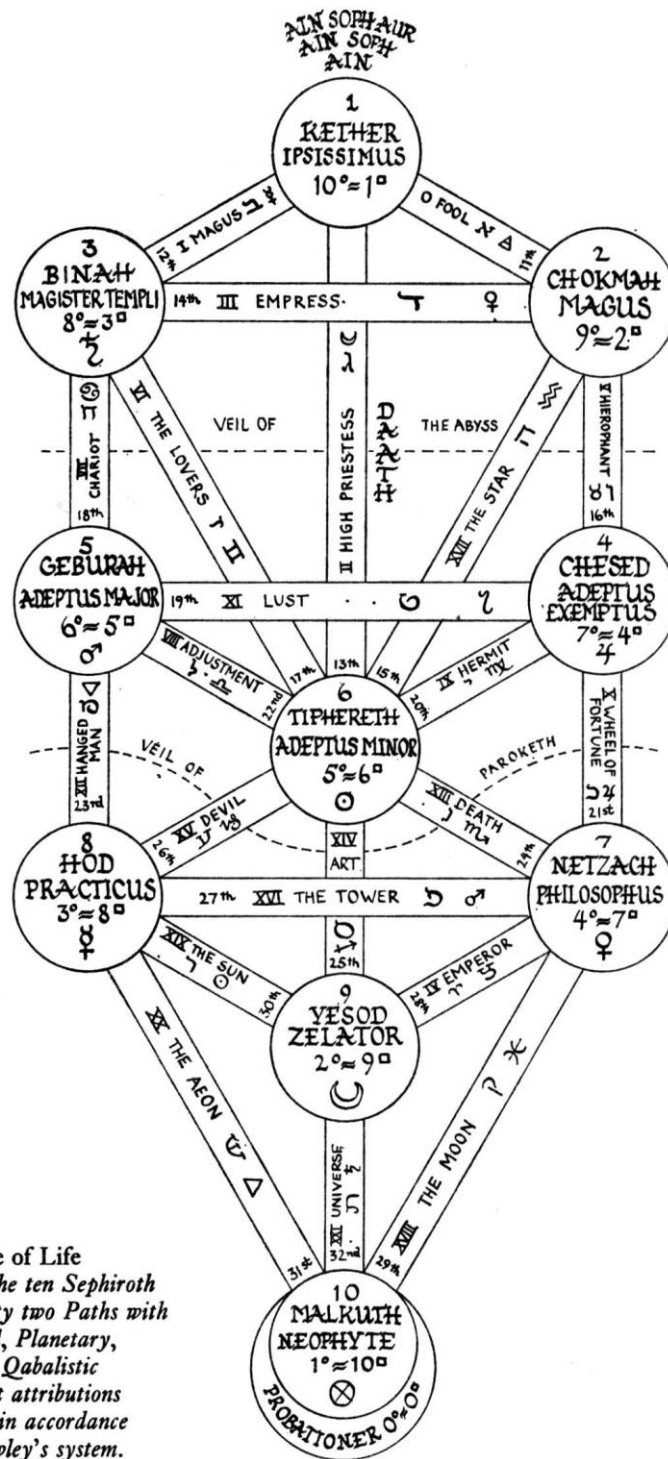 AIN SOPH AUR
AIN SOPH
AIN
1
KETHER
IPSISSIMUS
10°=1□
12th I MAGUS ב ☿
O FOOL א 🜁 11th
3
BINAH
MAGISTER TEMPLI
8°=3□
♄
14th III EMPRESS. ד ♀
2
CHOKMAH
MAGUS
9°=2□
II HIGH PRIESTESS ג ☽
13th
VEIL OF
DAATH
THE ABYSS
VII
CHARIOT ח ♋
18th
VI THE LOVERS ז ♊
17th
XVII THE STAR ה ♒
15th
V HIEROPHANT
ו ♉
16th
5
GEBURAH
ADEPTUS MAJOR
6°=5□
♂
19th XI LUST . . ט ♌
4
CHESED
ADEPTUS
EXEMPTUS
7°=4□
♃
VIII ADJUSTMENT
ל . ♎
22nd
IX HERMIT
י ♍
20th
6
TIPHERETH
ADEPTUS MINOR
5°=6□
☉
XII HANGED
MAN
מ 🜄
23rd
X WHEEL OF
FORTUNE
כ ♃
21st
VEIL OF
PAROKETH
XV DEVIL
ע ♑
26th
XIV
ART
ס ♐
25th
XIII DEATH
נ ♏
24th
8
HOD
PRACTICUS
3°=8□
☿
27th XVI THE TOWER פ ♂
7
NETZACH
PHILOSOPHUS
4°=7□
♀
XIX THE SUN
ר ☉
30th
IV EMPEROR
♈ צ
28th
9
YESOD
ZELATOR
2°=9□
☾
XX THE AEON ש 🜂
31st
XXI UNIVERSE
ת ♄
32nd
XVIII THE MOON ק ♓
29th
10
MALKUTH
NEOPHYTE
1°=10□
⊗
PROBATIONER 0°=0□
e of Life
he ten Sephiroth
ty two Paths with
l, Planetary,
Qabalistic
t attributions
in accordance
pley's system.